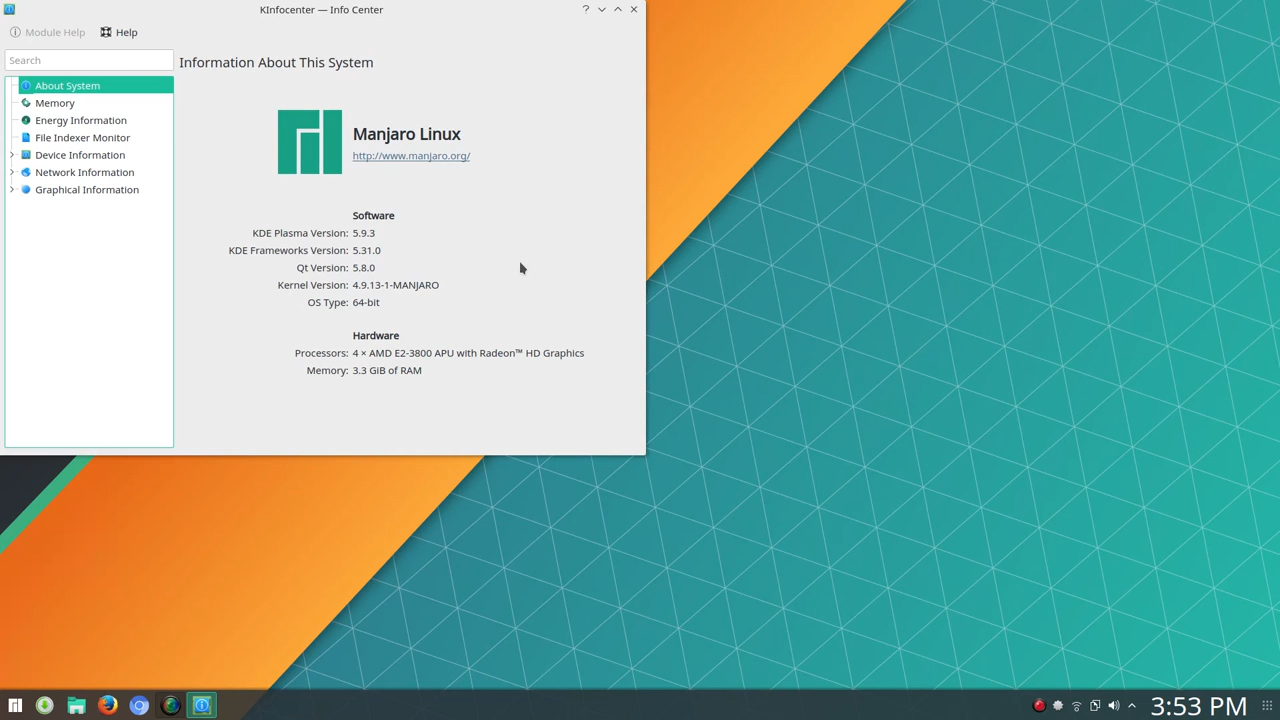 KInfocenter — Info Center
Module Help
Help
Search
Information About This System
About System
Memory
Energy Information
File Indexer Monitor
Device Information
Network Information
Graphical Information
Manjaro Linux
http://www.manjaro.org/
Software
KDE Plasma Version: 5.9.3
KDE Frameworks Version: 5.31.0
Qt Version: 5.8.0
Kernel Version: 4.9.13-1-MANJARO
OS Type: 64-bit
Hardware
Processors: 4 × AMD E2-3800 APU with Radeon™ HD Graphics
Memory: 3.3 GiB of RAM
3:53 PM